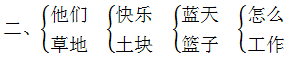 二、{他们 {快乐 {蓝天 {怎么
草地 土块 篮子 工作